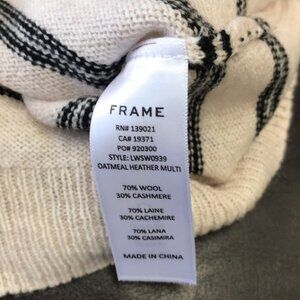 FRAME
RN# 139021
CA# 19371
PO# 920300
STYLE: LWSW0939
OATMEAL HEATHER MULTI
70% WOOL
30% CASHMERE
70% LAINE
30% CACHEMIRE
70% LANA
30% CASIMIRA
MADE IN CHINA